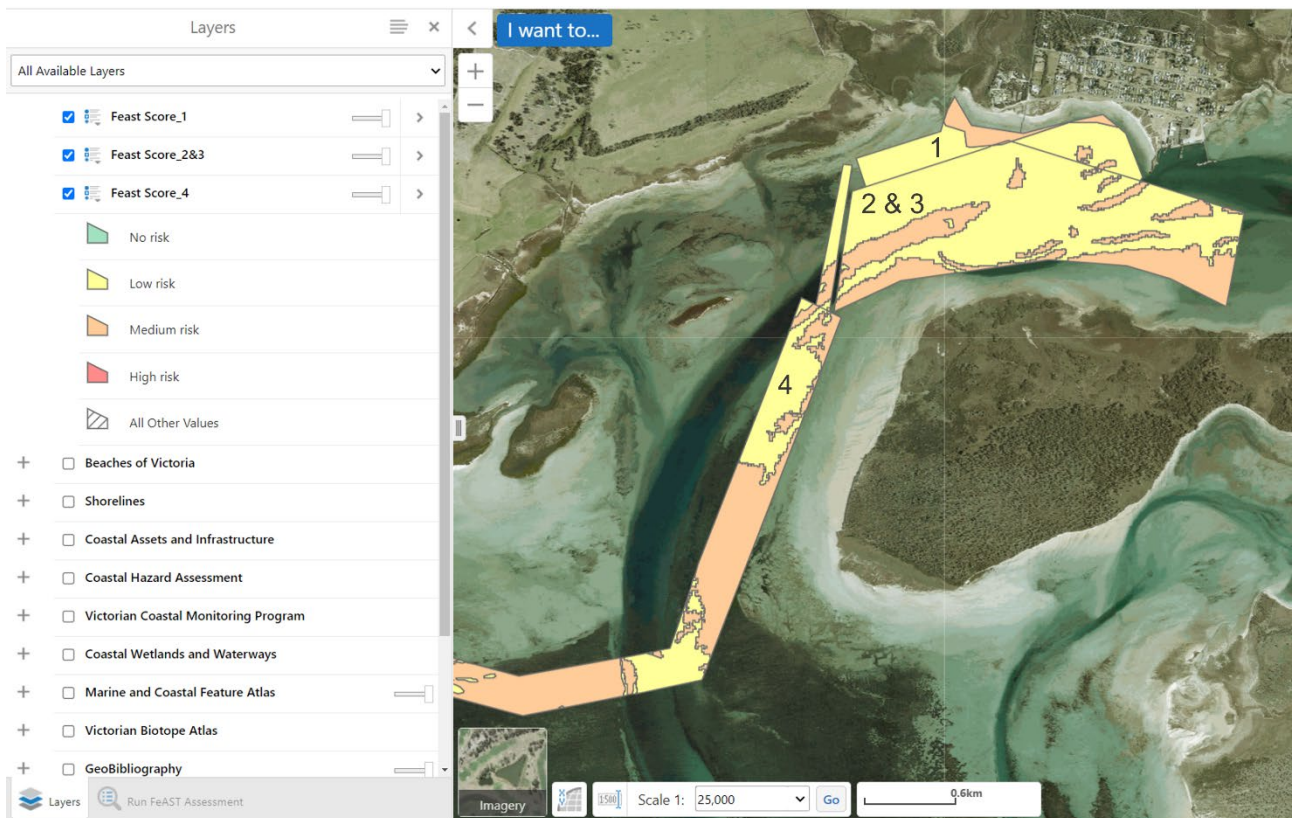 Layers
All Available Layers
Feast Score_1
Feast Score_2&3
Feast Score_4
No risk
Low risk
Medium risk
High risk
All Other Values
Beaches of Victoria
Shorelines
Coastal Assets and Infrastructure
Coastal Hazard Assessment
Victorian Coastal Monitoring Program
Coastal Wetlands and Waterways
Marine and Coastal Feature Atlas
Victorian Biotope Atlas
GeoBibliography
Layers Run FeAST Assessment
I want to...
1
2 & 3
4
Imagery
1:500 Scale 1: 25,000 Go 0.6km